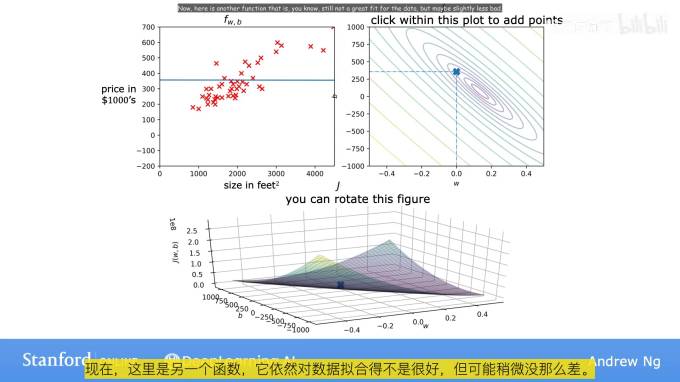 Now, here is another function that is, you know, still not a great fit for the data, but maybe slightly less bad.
f w, b
click within this plot to add points
bilibili
700
600
500
400
300
200
100
0
−100
−200
price in
$1000's
0 1000 2000 3000 4000
size in feet²
1000
750
500
250
0
−250
−500
−750
−1000
b
−0.4 −0.2 0.0 0.2 0.4
w
J
you can rotate this figure
1e8
2.5
2.0
1.5
1.0
0.5
0.0
J(w, b)
1000 750 500 250 0 −250 −500 −750 −1000
b
−0.4 −0.2 0.0 0.2 0.4
w
Stanford
Andrew Ng
现在，这里是另一个函数，它依然对数据拟合得不是很好，但可能稍微没那么差。